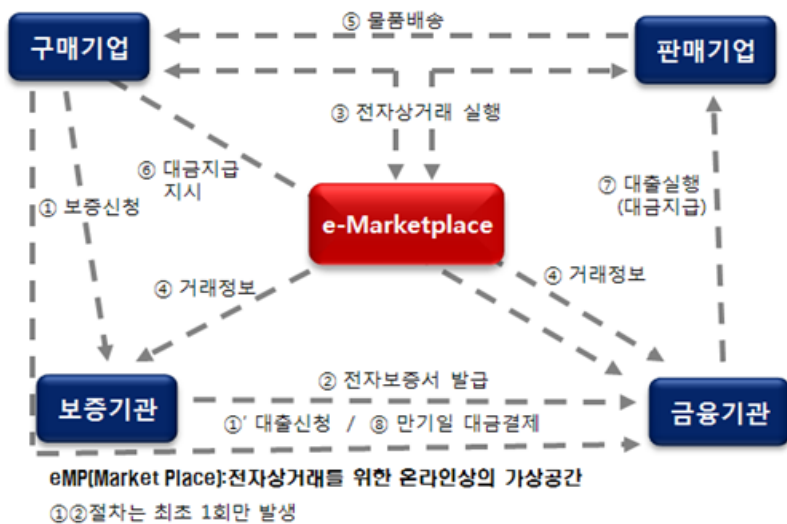 ⑤ 물품배송
구매기업
판매기업
③ 전자상거래 실행
⑥ 대금지급
지시
⑦ 대출실행
(대금지급)
① 보증신청
e-Marketplace
④ 거래정보
④ 거래정보
② 전자보증서 발급
보증기관
금융기관
①′ 대출신청 / ⑧ 만기일 대금결제
eMP(Market Place):전자상거래를 위한 온라인상의 가상공간
①②절차는 최초 1회만 발생